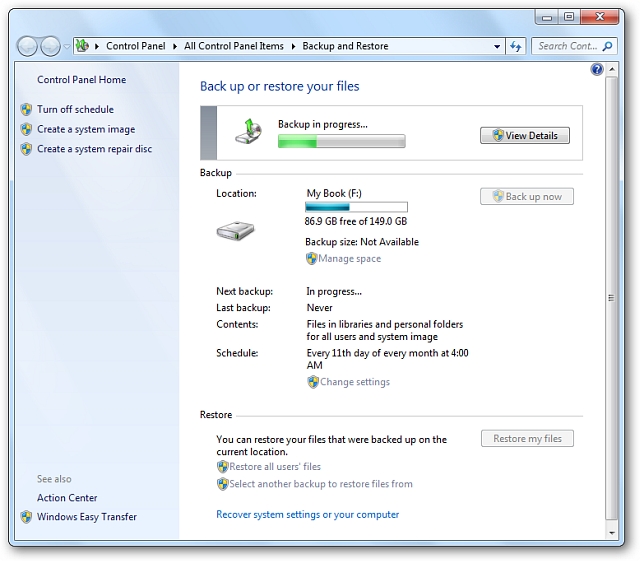 Control Panel
All Control Panel Items
Backup and Restore
Search Cont...
Control Panel Home
Turn off schedule
Create a system image
Create a system repair disc
See also
Action Center
Windows Easy Transfer
Back up or restore your files
Backup in progress...
View Details
Backup
Location:
My Book (F:)
Back up now
86.9 GB free of 149.0 GB
Backup size: Not Available
Manage space
Next backup:
In progress...
Last backup:
Never
Contents:
Files in libraries and personal folders
for all users and system image
Schedule:
Every 11th day of every month at 4:00
AM
Change settings
Restore
You can restore your files that were backed up on the
current location.
Restore my files
Restore all users' files
Select another backup to restore files from
Recover system settings or your computer